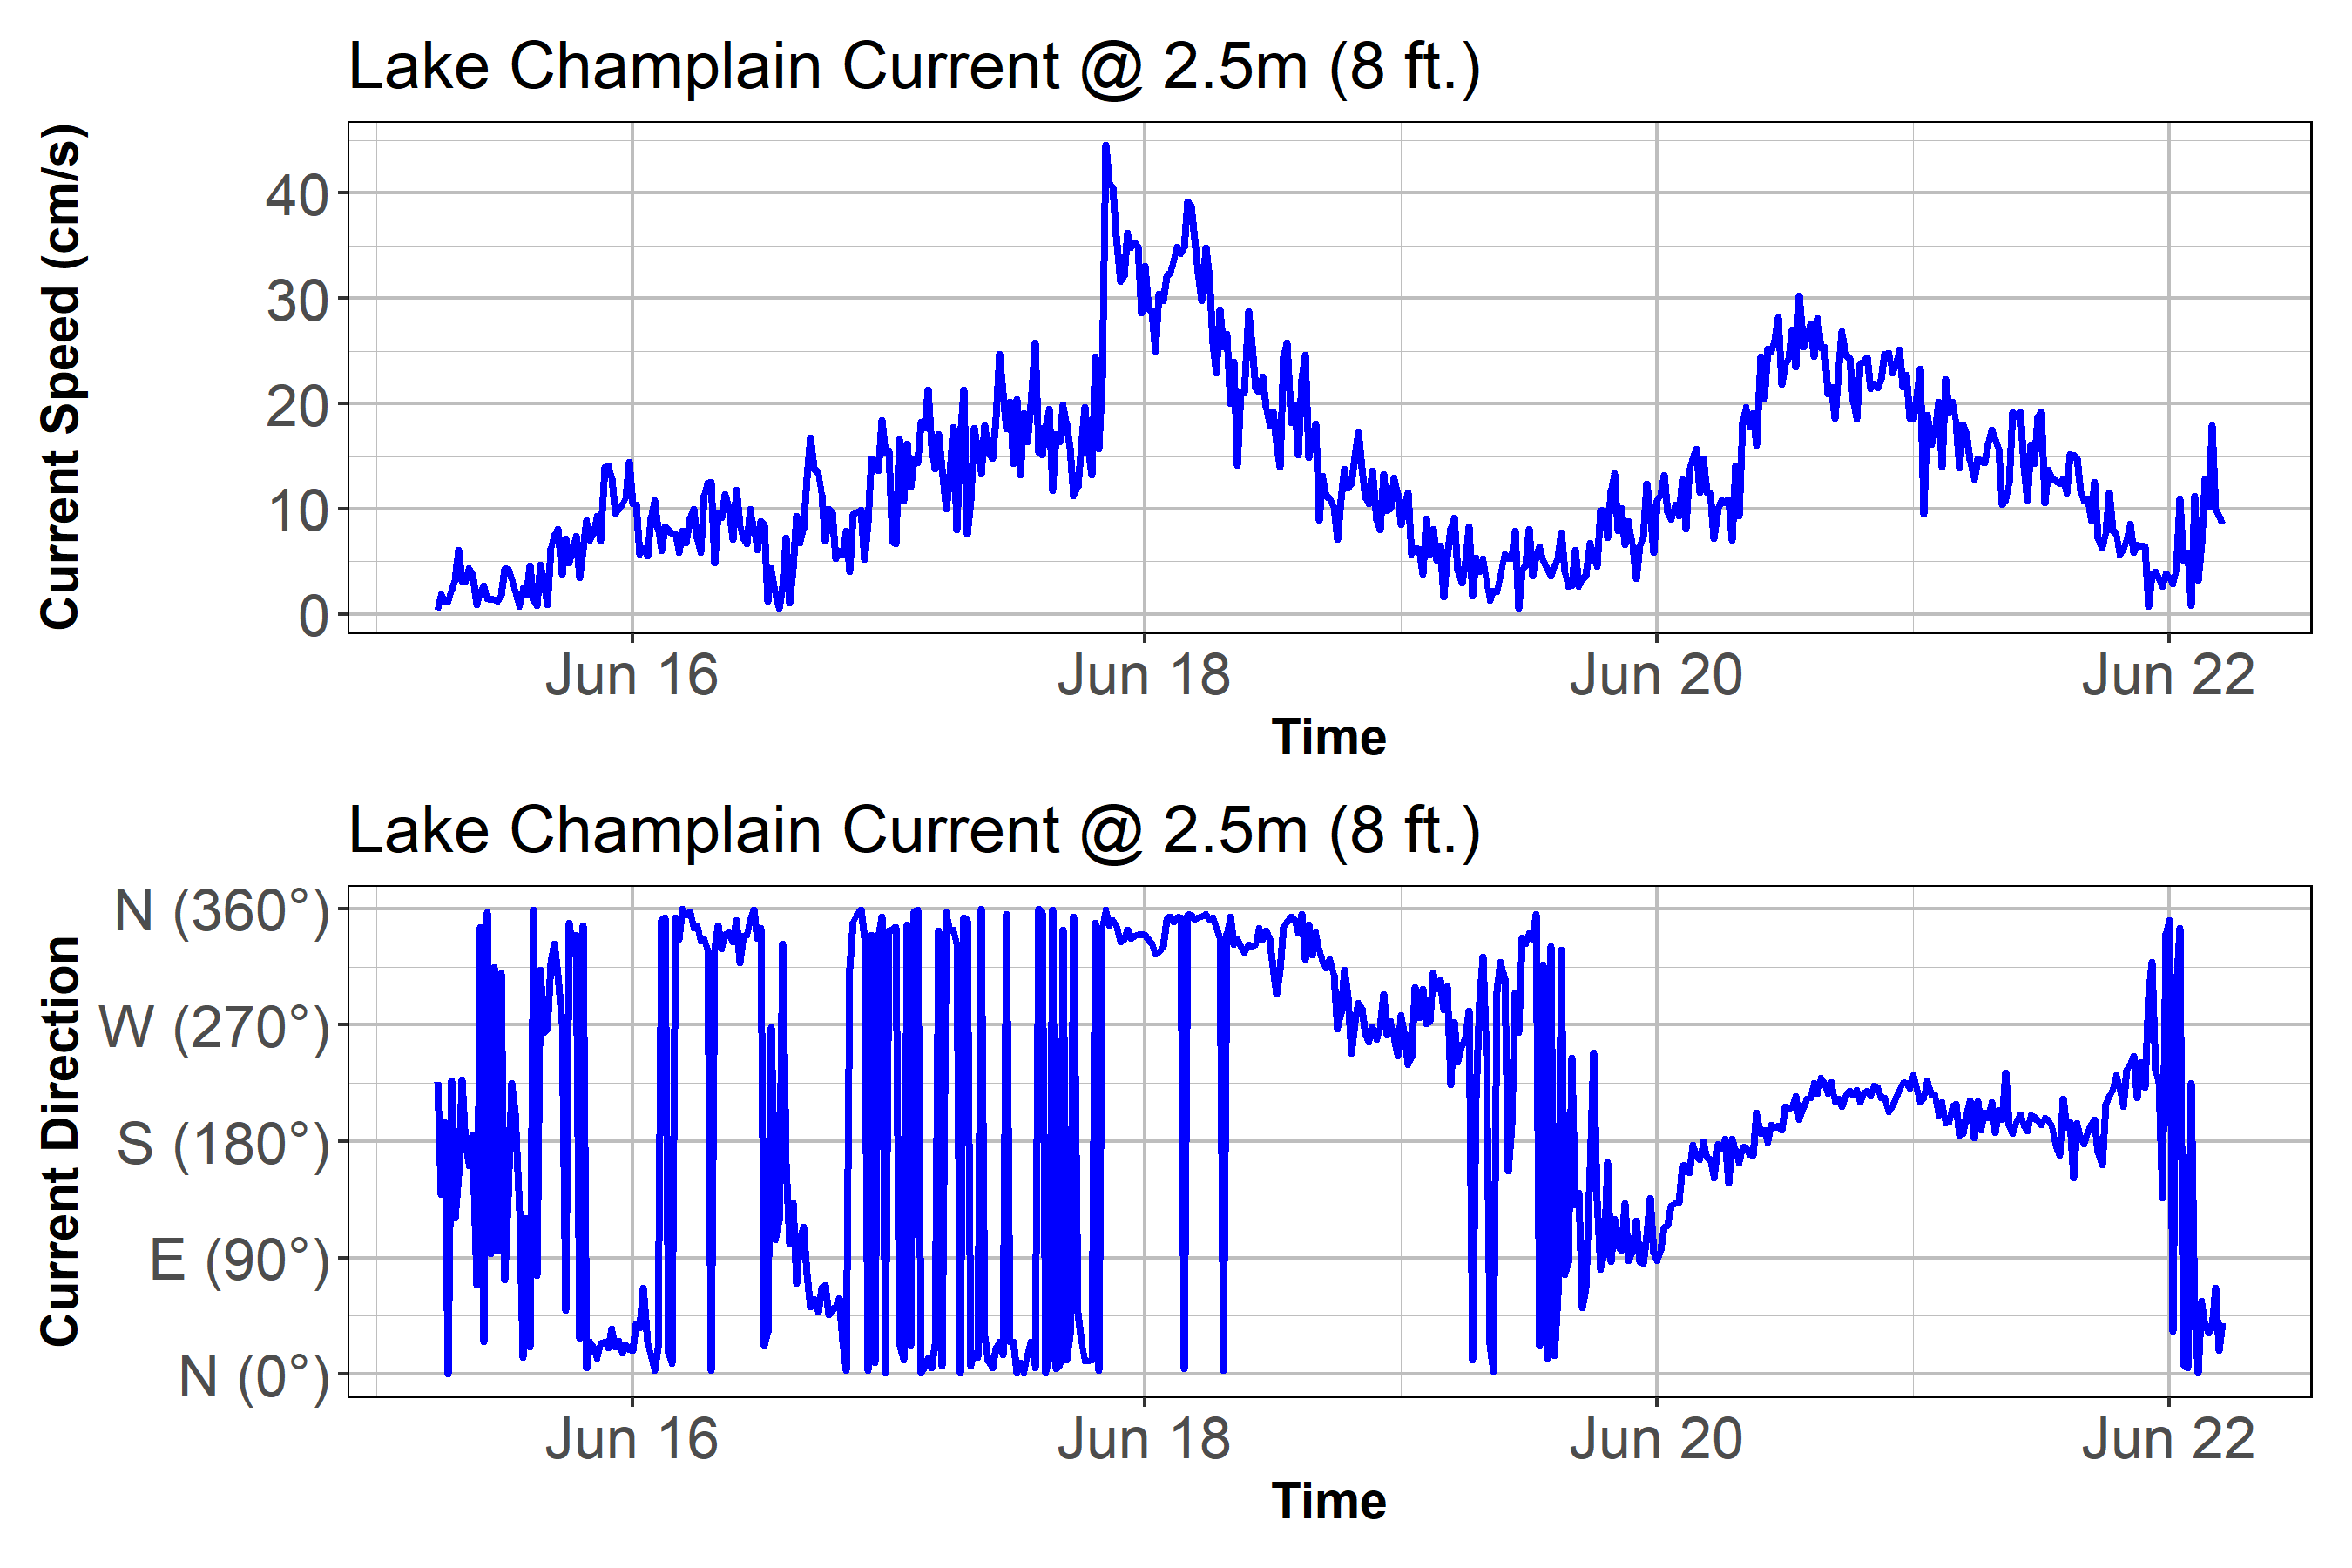 Lake Champlain Current @ 2.5m (8 ft.)
Current Speed (cm/s)
40
30
20
10
0
Jun 16
Jun 18
Jun 20
Jun 22
Time
Lake Champlain Current @ 2.5m (8 ft.)
Current Direction
N (360°)
W (270°)
S (180°)
E (90°)
N (0°)
Jun 16
Jun 18
Jun 20
Jun 22
Time